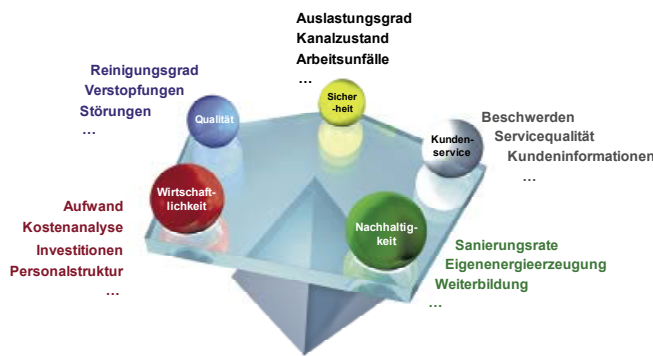 Auslastungsgrad
Kanalzustand
Arbeitsunfälle
…
Reinigungsgrad
Verstopfungen
Störungen
…
Qualität
Sicher
-heit
Kunden-
service
Beschwerden
Servicequalität
Kundeninformationen
…
Wirtschaft-
lichkeit
Aufwand
Kostenanalyse
Investitionen
Personalstruktur
…
Nachhaltig-
keit
Sanierungsrate
Eigenenergieerzeugung
Weiterbildung
…